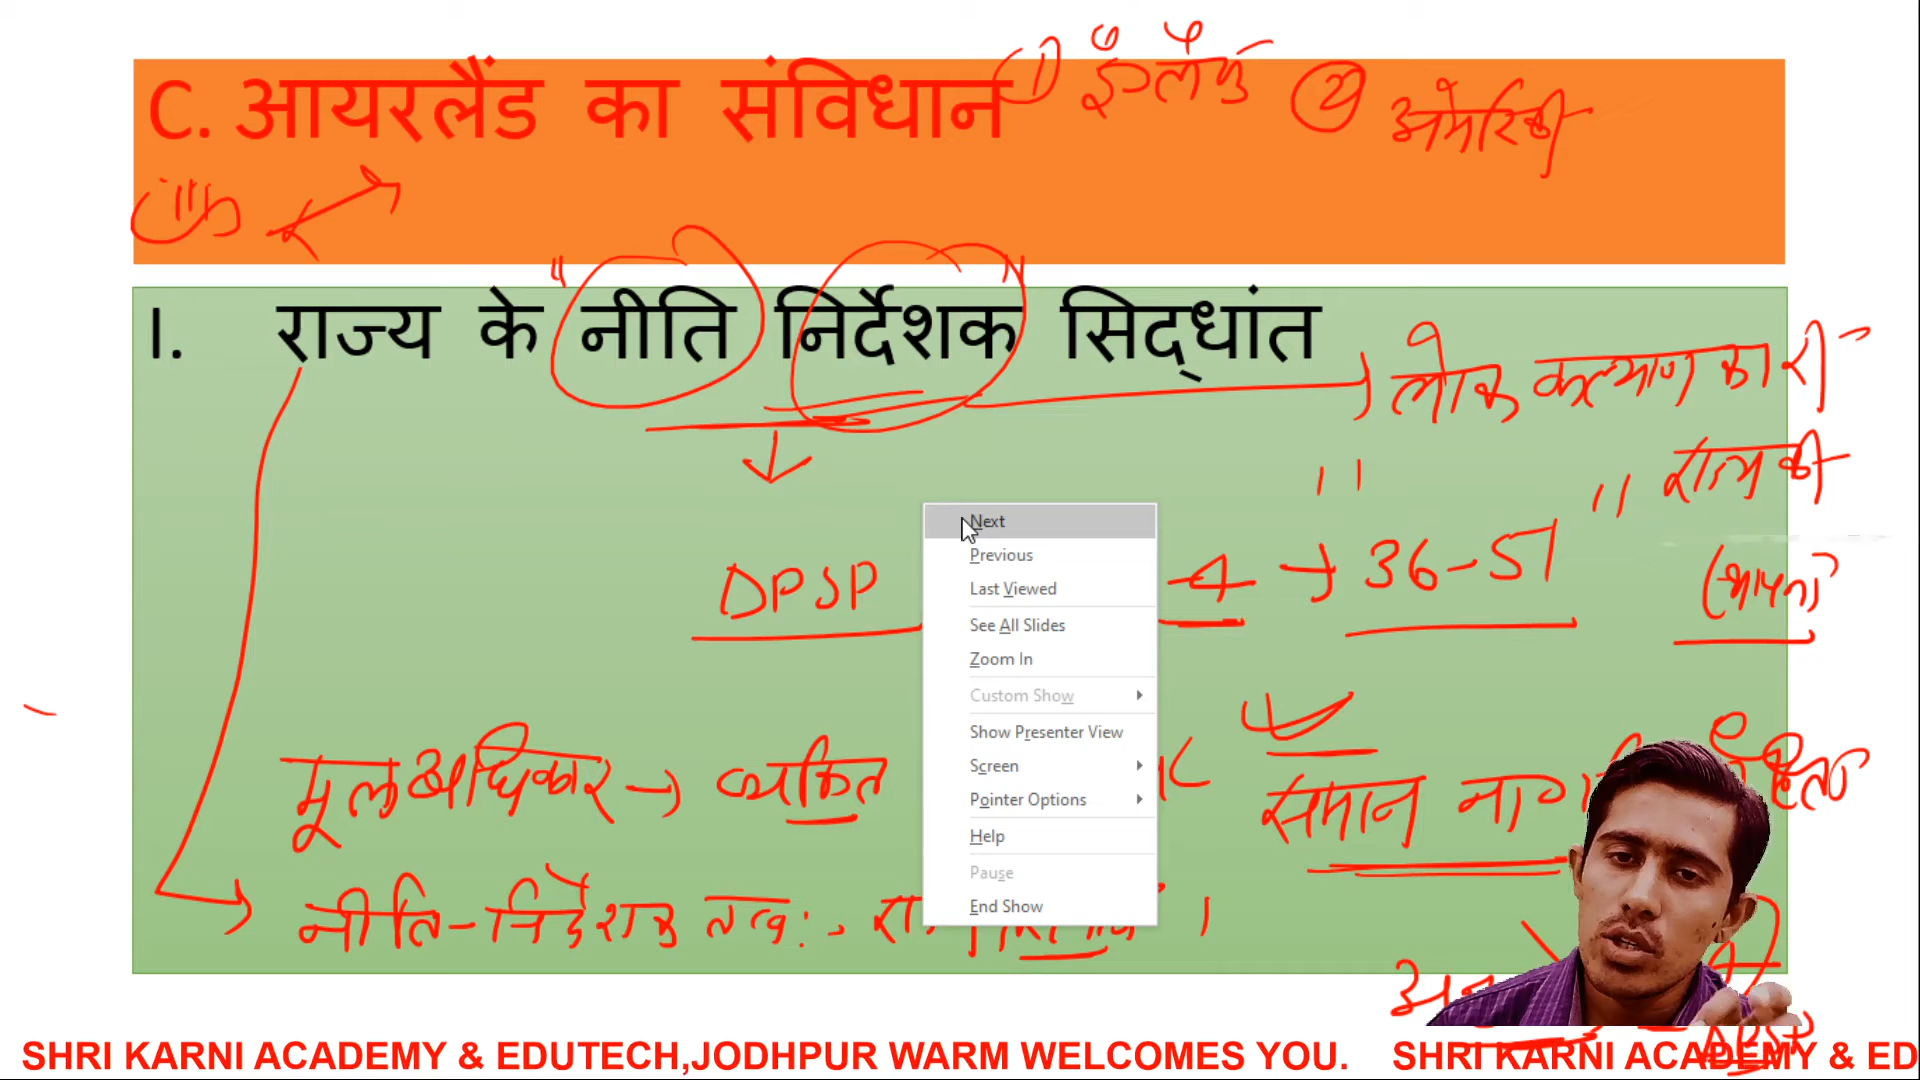 C. आयरलैंड का संविधान ① इंग्लैंड ② अमेरिकी
I. राज्य के "नीति निर्देशक" सिद्धांत
लोक कल्याणकारी
राज्य की
स्थापना
DPSP 4 → 36-51
Next
Previous
Last Viewed
See All Slides
Zoom In
Custom Show
Show Presenter View
Screen
Pointer Options
Help
Pause
End Show
मूल अधिकार → व्यक्ति
समान
नीति-निर्देशक तत्व:
SHRI KARNI ACADEMY & EDUTECH,JODHPUR WARM WELCOMES YOU. SHRI KARNI ACADEMY & ED